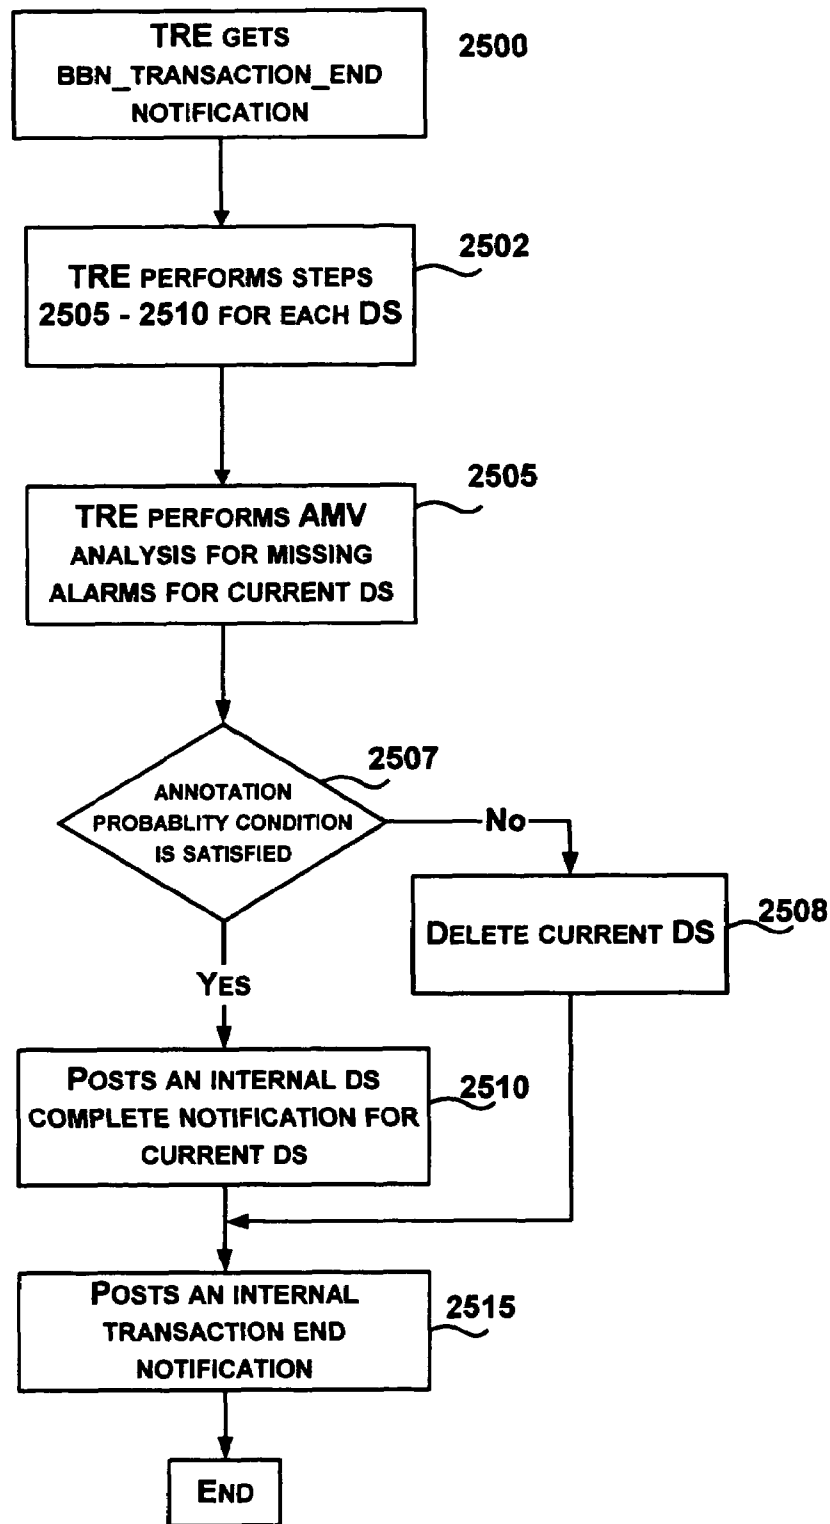 TRE GETS
2500
BBN_TRANSACTION_END
NOTIFICATION
2502
TRE PERFORMS STEPS
2505 - 2510 FOR EACH DS
2505
TRE PERFORMS AMV
ANALYSIS FOR MISSING
ALARMS FOR CURRENT DS
2507
ANNOTATION
PROBABLITY CONDITION
IS SATISFIED
NO
2508
DELETE CURRENT DS
YES
POSTS AN INTERNAL DS
2510
COMPLETE NOTIFICATION FOR
CURRENT DS
POSTS AN INTERNAL
2515
TRANSACTION END
NOTIFICATION
END